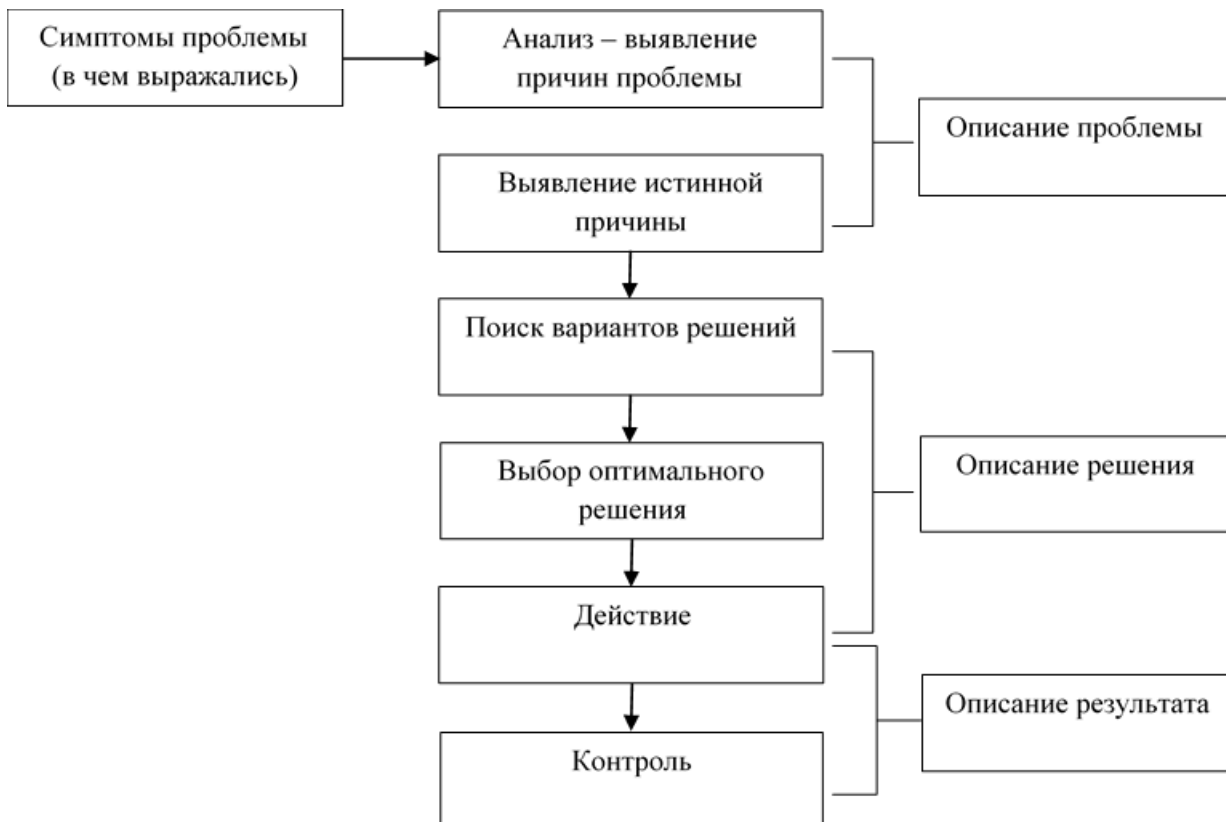 Симптомы проблемы
(в чем выражались)
Анализ – выявление
причин проблемы
Описание проблемы
Выявление истинной
причины
Поиск вариантов решений
Выбор оптимального
решения
Описание решения
Действие
Описание результата
Контроль